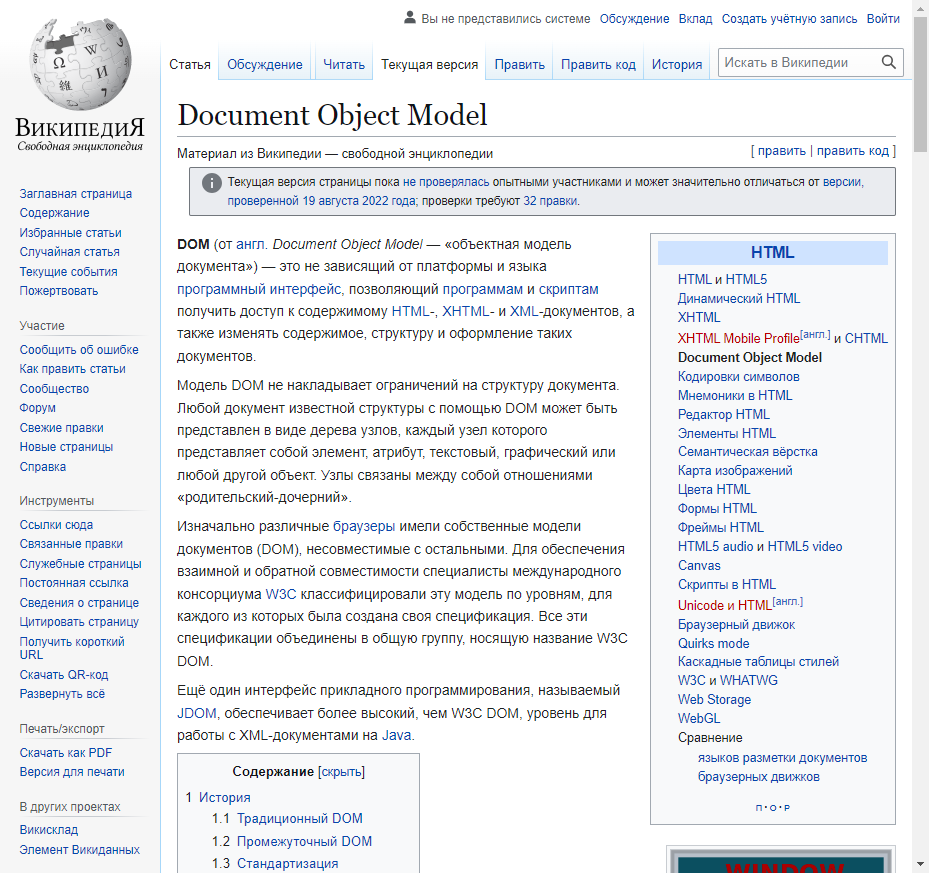 Вы не представились системе Обсуждение Вклад Создать учётную запись Войти
Статья Обсуждение Читать Текущая версия Править Править код История Искать в Википедии
ВИКИПЕДИЯ
Свободная энциклопедия
Заглавная страница
Содержание
Избранные статьи
Случайная статья
Текущие события
Пожертвовать
Участие
Сообщить об ошибке
Как править статьи
Сообщество
Форум
Свежие правки
Новые страницы
Справка
Инструменты
Ссылки сюда
Связанные правки
Служебные страницы
Постоянная ссылка
Сведения о странице
Цитировать страницу
Получить короткий
URL
Скачать QR-код
Развернуть всё
Печать/экспорт
Скачать как PDF
Версия для печати
В других проектах
Викисклад
Элемент Викиданных
Document Object Model
Материал из Википедии — свободной энциклопедии
[ править | править код ]
Текущая версия страницы пока не проверялась опытными участниками и может значительно отличаться от версии,
проверенной 19 августа 2022 года; проверки требуют 32 правки.
DOM (от англ. Document Object Model — «объектная модель
документа») — это не зависящий от платформы и языка
программный интерфейс, позволяющий программам и скриптам
получить доступ к содержимому HTML-, XHTML- и XML-документов, а
также изменять содержимое, структуру и оформление таких
документов.
Модель DOM не накладывает ограничений на структуру документа.
Любой документ известной структуры с помощью DOM может быть
представлен в виде дерева узлов, каждый узел которого
представляет собой элемент, атрибут, текстовый, графический или
любой другой объект. Узлы связаны между собой отношениями
«родительский-дочерний».
Изначально различные браузеры имели собственные модели
документов (DOM), несовместимые с остальными. Для обеспечения
взаимной и обратной совместимости специалисты международного
консорциума W3C классифицировали эту модель по уровням, для
каждого из которых была создана своя спецификация. Все эти
спецификации объединены в общую группу, носящую название W3C
DOM.
Ещё один интерфейс прикладного программирования, называемый
JDOM, обеспечивает более высокий, чем W3C DOM, уровень для
работы с XML-документами на Java.
Содержание [скрыть]
1 История
1.1 Традиционный DOM
1.2 Промежуточный DOM
1.3 Стандартизация
HTML
HTML и HTML5
Динамический HTML
XHTML
XHTML Mobile Profile[англ.] и CHTML
Document Object Model
Кодировки символов
Мнемоники в HTML
Редактор HTML
Элементы HTML
Семантическая вёрстка
Карта изображений
Цвета HTML
Формы HTML
Фреймы HTML
HTML5 audio и HTML5 video
Canvas
Скрипты в HTML
Unicode и HTML[англ.]
Браузерный движок
Quirks mode
Каскадные таблицы стилей
W3C и WHATWG
Web Storage
WebGL
Сравнение
языков разметки документов
браузерных движков
п · о · р
WINDOW